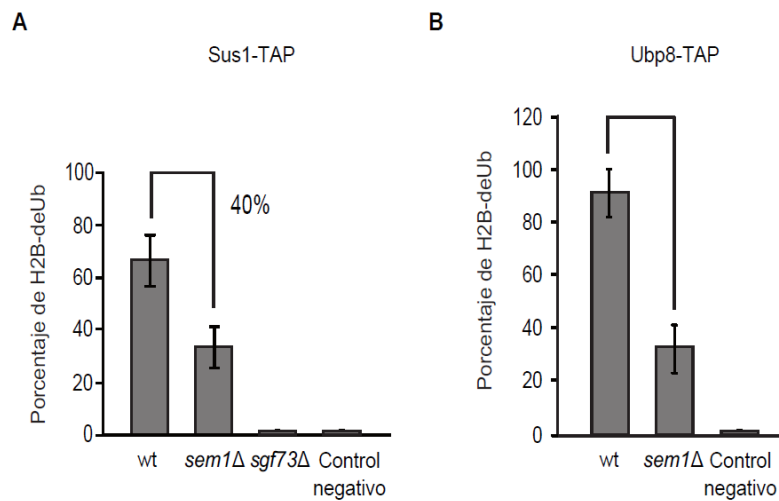 A
Sus1-TAP
Porcentaje de H2B-deUb
100
80
60
40
20
0
40%
wt
sem1Δ
sgf73Δ
Control
negativo
B
Ubp8-TAP
Porcentaje de H2B-deUb
120
100
80
60
40
20
0
wt
sem1Δ
Control
negativo